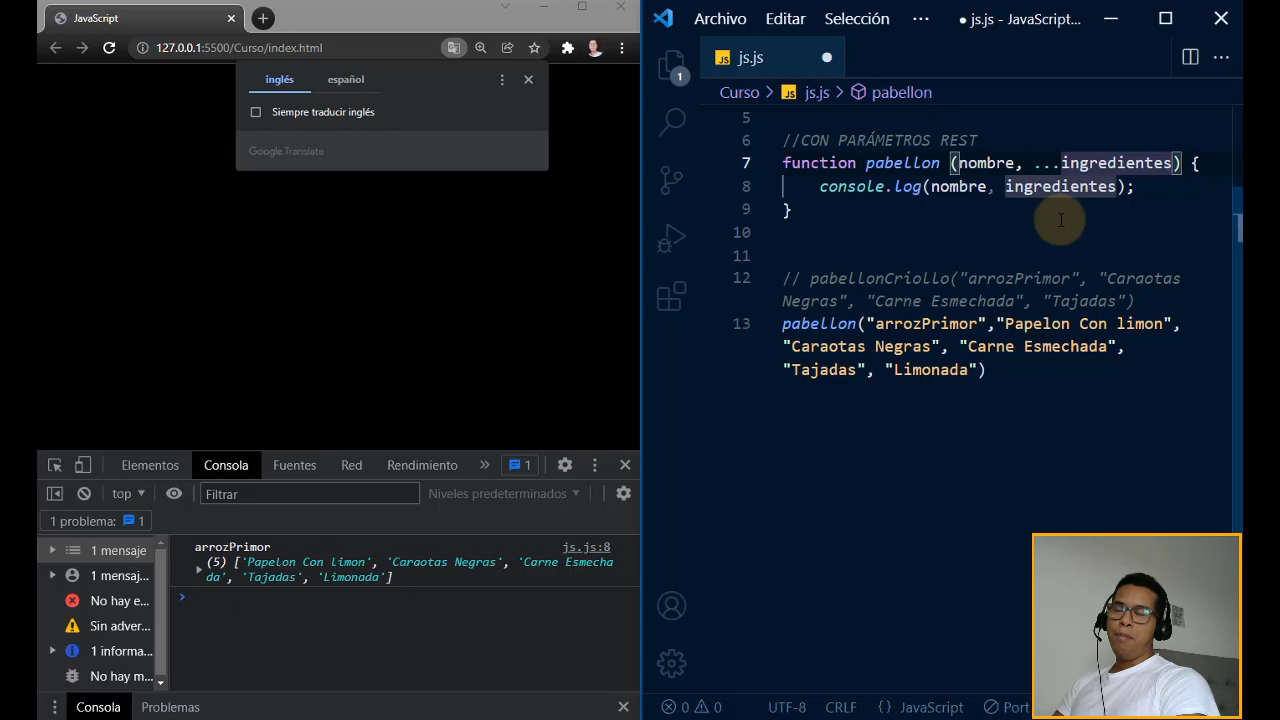 JavaScript
127.0.0.1:5500/Curso/index.html
inglés español
Siempre traducir inglés
Google Translate
Elementos Consola Fuentes Red Rendimiento 1
top Filtrar Niveles predeterminados
1 problema: 1
1 mensaje
1 mensaj...
No hay e...
Sin adver...
1 informa...
No hay m...
arrozPrimor js.js:8
(5) ['Papelon Con limon', 'Caraotas Negras', 'Carne Esmecha
da', 'Tajadas', 'Limonada']
Consola Problemas
Archivo Editar Selección ... ● js.js - JavaScript...
1
js.js
Curso > js.js > pabellon
5
6 //CON PARÁMETROS REST
7 function pabellon (nombre, ...ingredientes) {
8 console.log(nombre, ingredientes);
9 }
10
11
12 // pabellonCriollo("arrozPrimor", "Caraotas
Negras", "Carne Esmechada", "Tajadas")
13 pabellon("arrozPrimor","Papelon Con limon",
"Caraotas Negras", "Carne Esmechada",
"Tajadas", "Limonada")
0 0 UTF-8 CRLF {} JavaScript Port